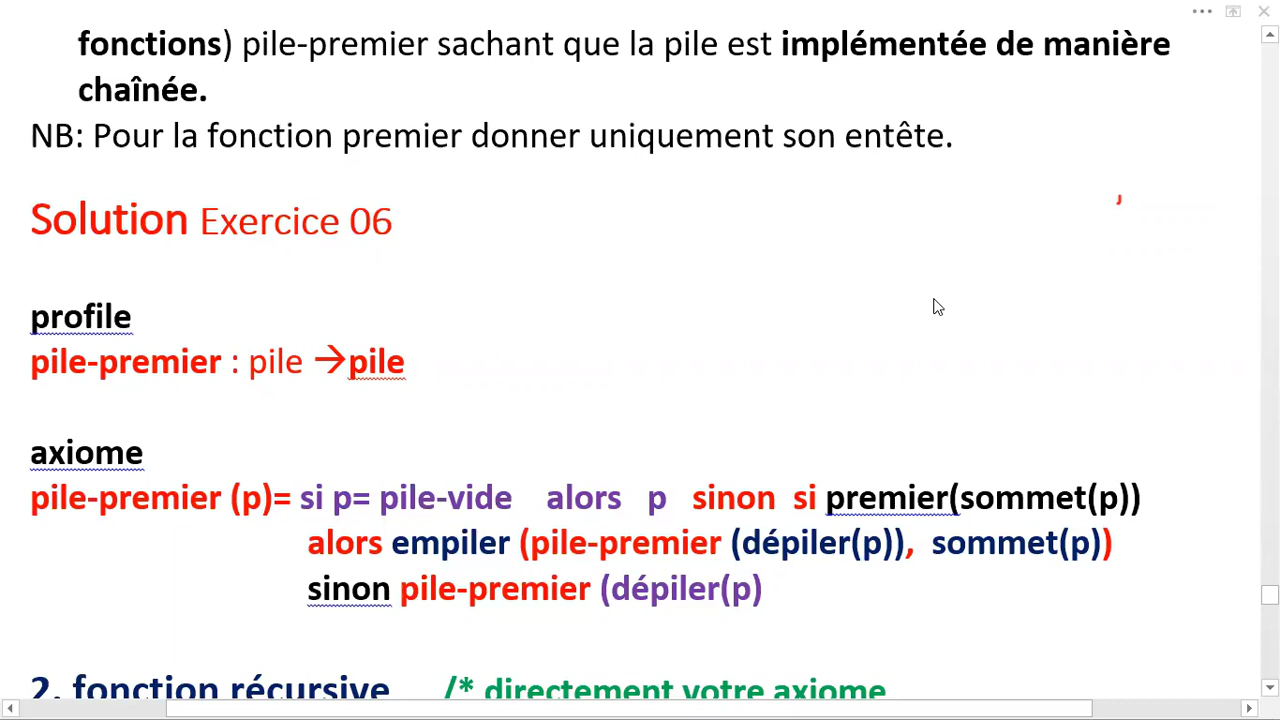 fonctions) pile-premier sachant que la pile est implémentée de manière
chaînée.
NB: Pour la fonction premier donner uniquement son entête.
Solution Exercice 06
profile
pile-premier : pile →pile
axiome
pile-premier (p)= si p= pile-vide alors p sinon si premier(sommet(p))
alors empiler (pile-premier (dépiler(p)), sommet(p))
sinon pile-premier (dépiler(p)
2. fonction récursive /* directement votre axiome